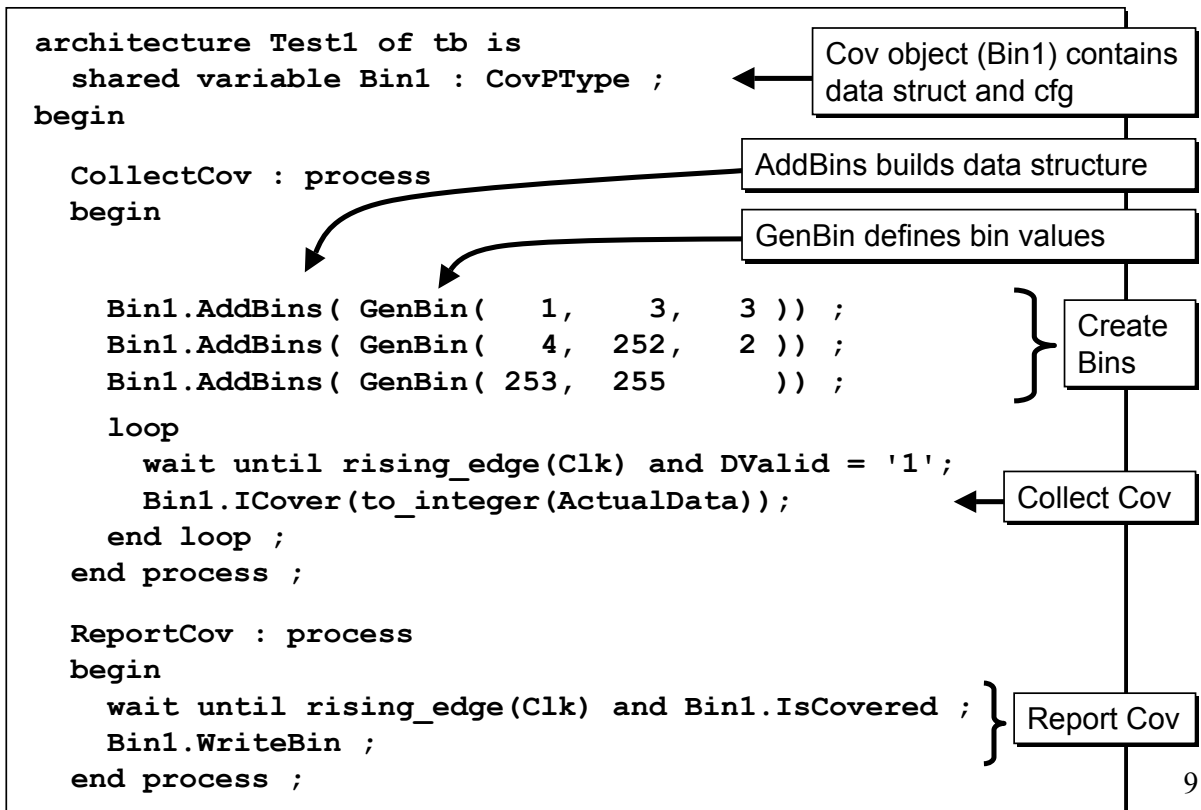 architecture Test1 of tb is
shared variable Bin1 : CovPType ;
begin
Cov object (Bin1) contains
data struct and cfg
CollectCov : process
begin
AddBins builds data structure
GenBin defines bin values
Bin1.AddBins( GenBin(   1,     3,    3 )) ;
Bin1.AddBins( GenBin(   4,   252,    2 )) ;
Bin1.AddBins( GenBin( 253,   255       )) ;
Create
Bins
loop
wait until rising_edge(Clk) and DValid = '1';
Bin1.ICover(to_integer(ActualData));
Collect Cov
end loop ;
end process ;
ReportCov : process
begin
wait until rising_edge(Clk) and Bin1.IsCovered ;
Bin1.WriteBin ;
Report Cov
end process ;
9